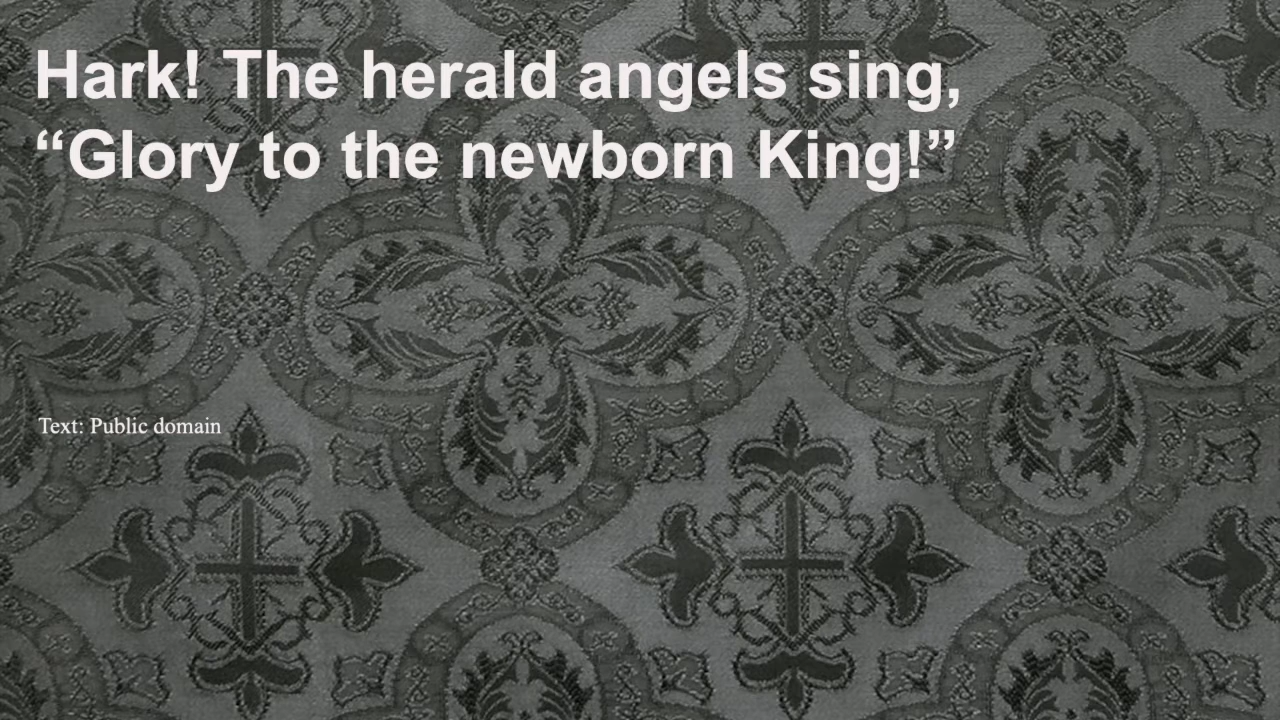 Hark! The herald angels sing,
“Glory to the newborn King!”
Text: Public domain